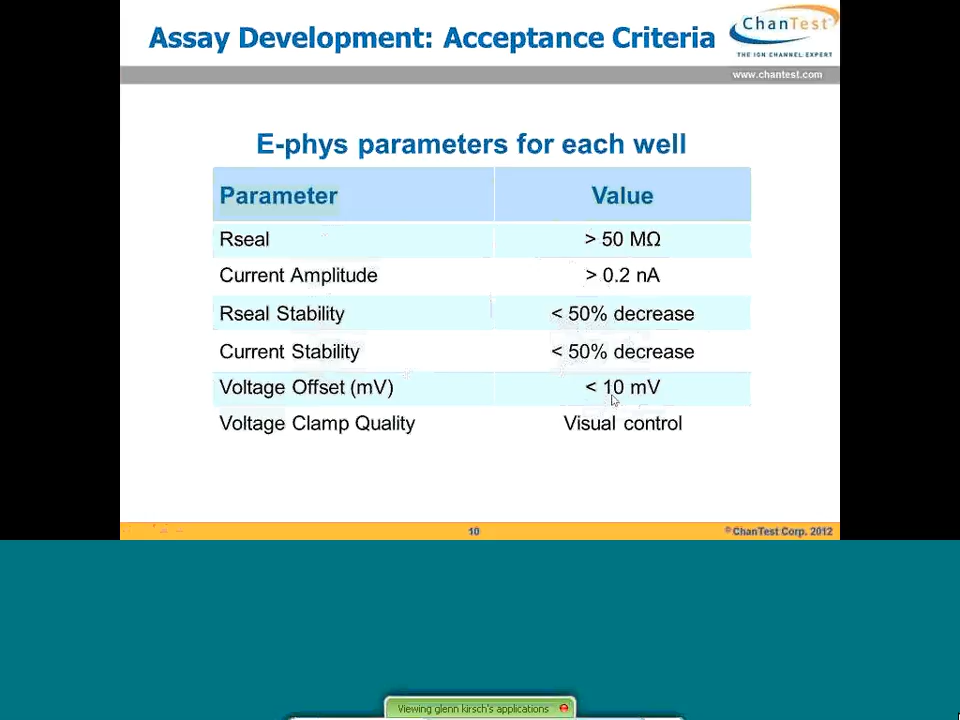 Assay Development: Acceptance Criteria
ChanTest
THE ION CHANNEL EXPERT
www.chantest.com
E-phys parameters for each well
Parameter Value
Rseal > 50 MΩ
Current Amplitude > 0.2 nA
Rseal Stability < 50% decrease
Current Stability < 50% decrease
Voltage Offset (mV) < 10 mV
Voltage Clamp Quality Visual control
10
©ChanTest Corp. 2012
Viewing glenn kirsch's applications